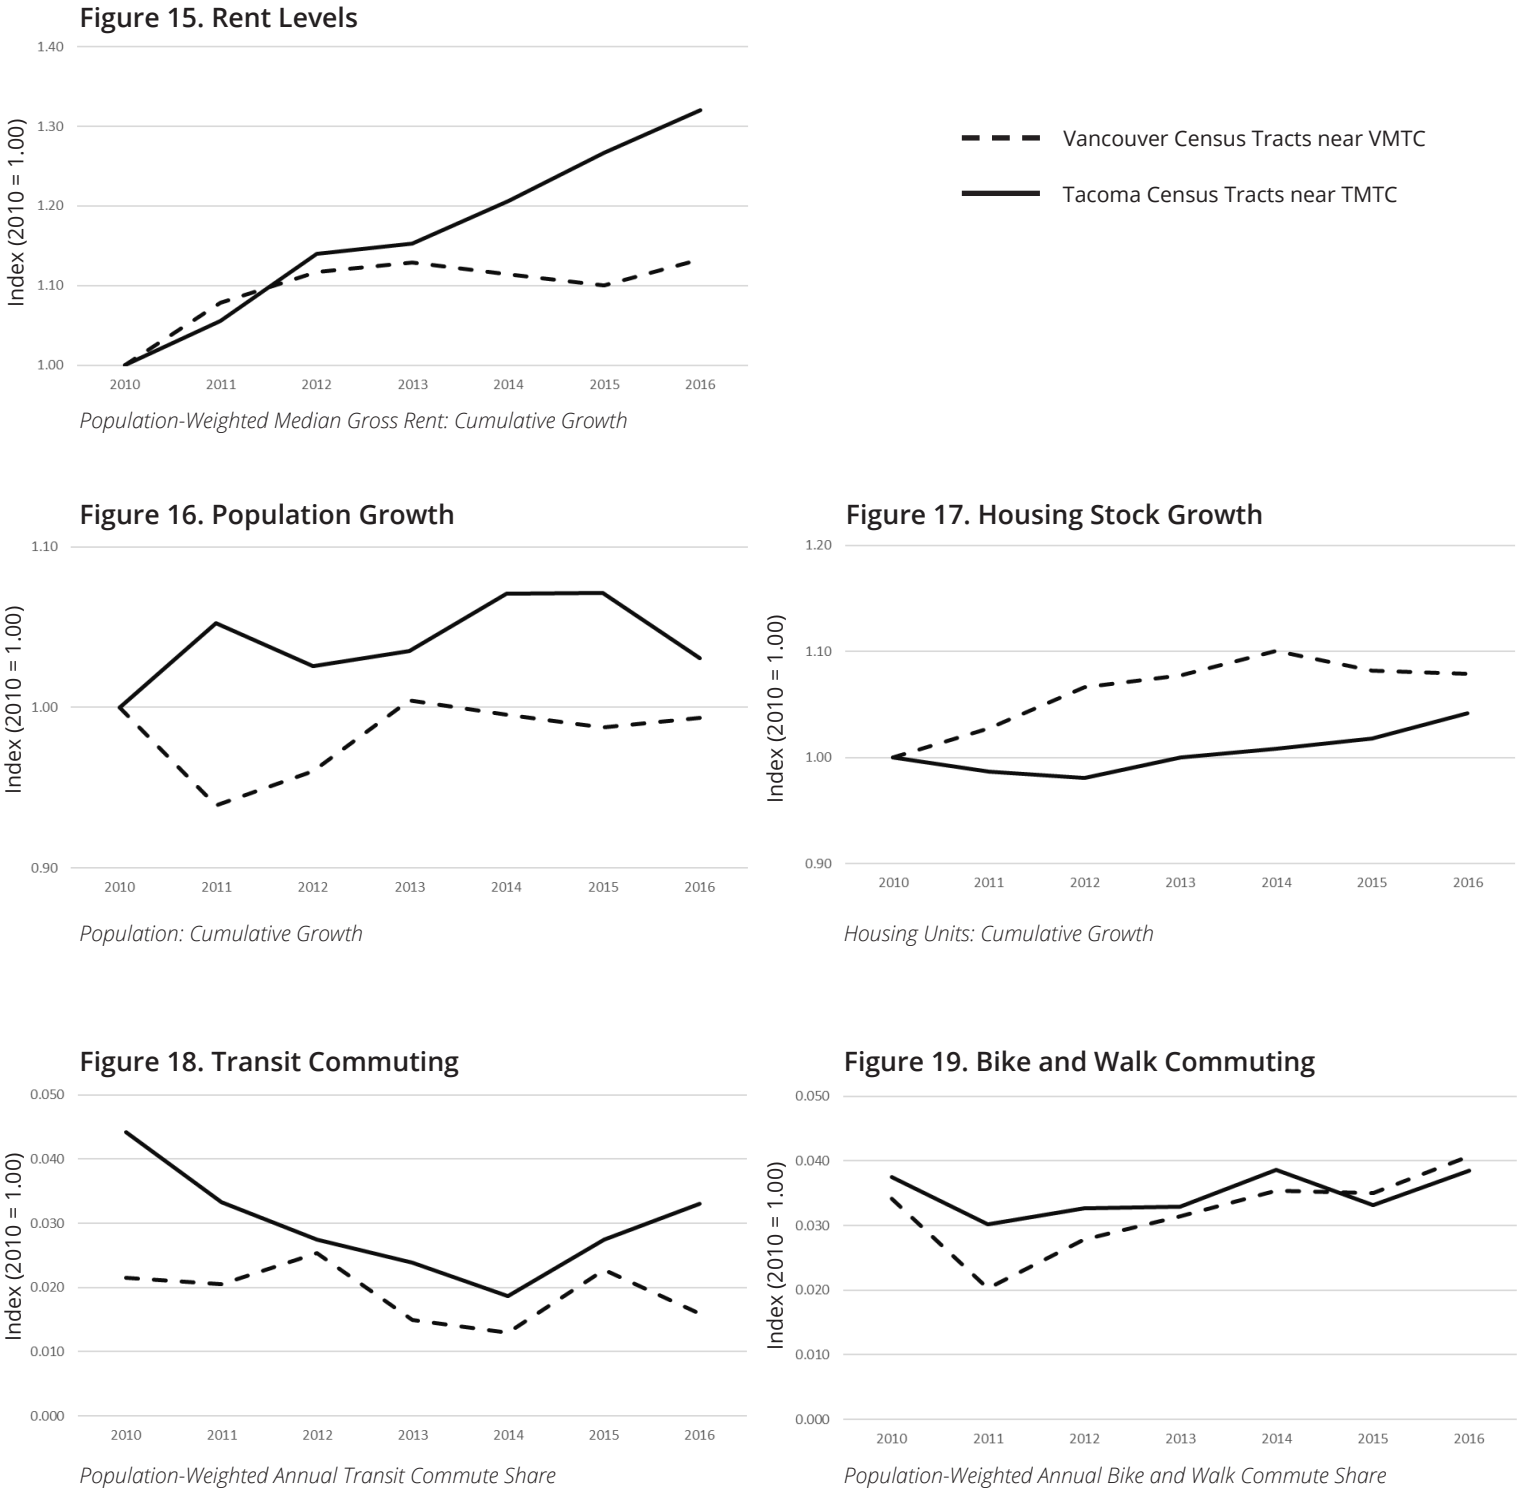 Figure 15. Rent Levels
1.40
1.30
1.20
1.10
1.00
Index (2010 = 1.00)
2010 2011 2012 2013 2014 2015 2016
Population-Weighted Median Gross Rent: Cumulative Growth
Vancouver Census Tracts near VMTC
Tacoma Census Tracts near TMTC
Figure 16. Population Growth
1.10
1.00
0.90
Index (2010 = 1.00)
2010 2011 2012 2013 2014 2015 2016
Population: Cumulative Growth
Figure 17. Housing Stock Growth
1.20
1.10
1.00
0.90
Index (2010 = 1.00)
2010 2011 2012 2013 2014 2015 2016
Housing Units: Cumulative Growth
Figure 18. Transit Commuting
0.050
0.040
0.030
0.020
0.010
0.000
Index (2010 = 1.00)
2010 2011 2012 2013 2014 2015 2016
Population-Weighted Annual Transit Commute Share
Figure 19. Bike and Walk Commuting
0.050
0.040
0.030
0.020
0.010
0.000
Index (2010 = 1.00)
2010 2011 2012 2013 2014 2015 2016
Population-Weighted Annual Bike and Walk Commute Share